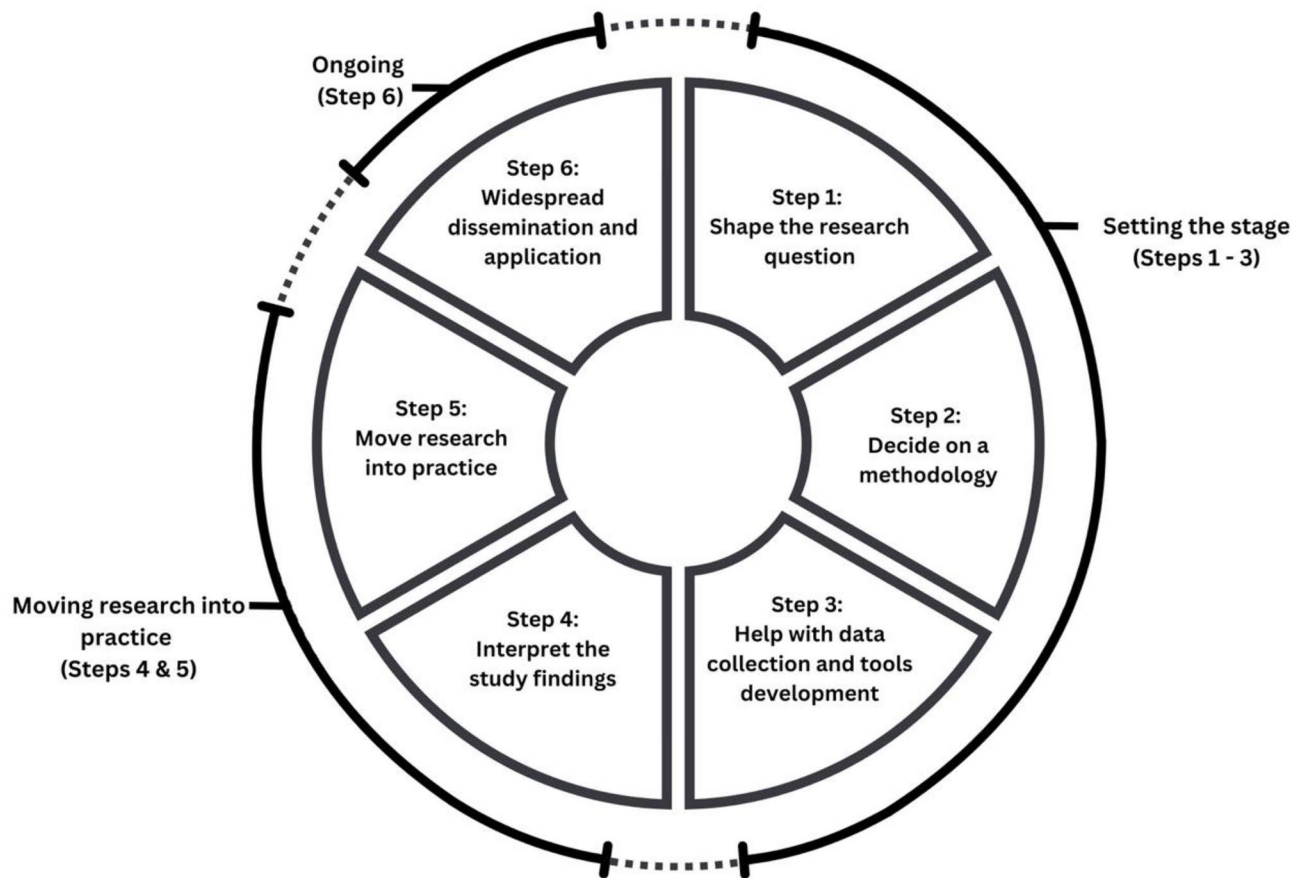 Ongoing
(Step 6)
Step 6:
Widespread
dissemination and
application
Step 1:
Shape the research
question
Setting the stage
(Steps 1 - 3)
Step 5:
Move research
into practice
Step 2:
Decide on a
methodology
Moving research into
practice
(Steps 4 & 5)
Step 4:
Interpret the
study findings
Step 3:
Help with data
collection and tools
development